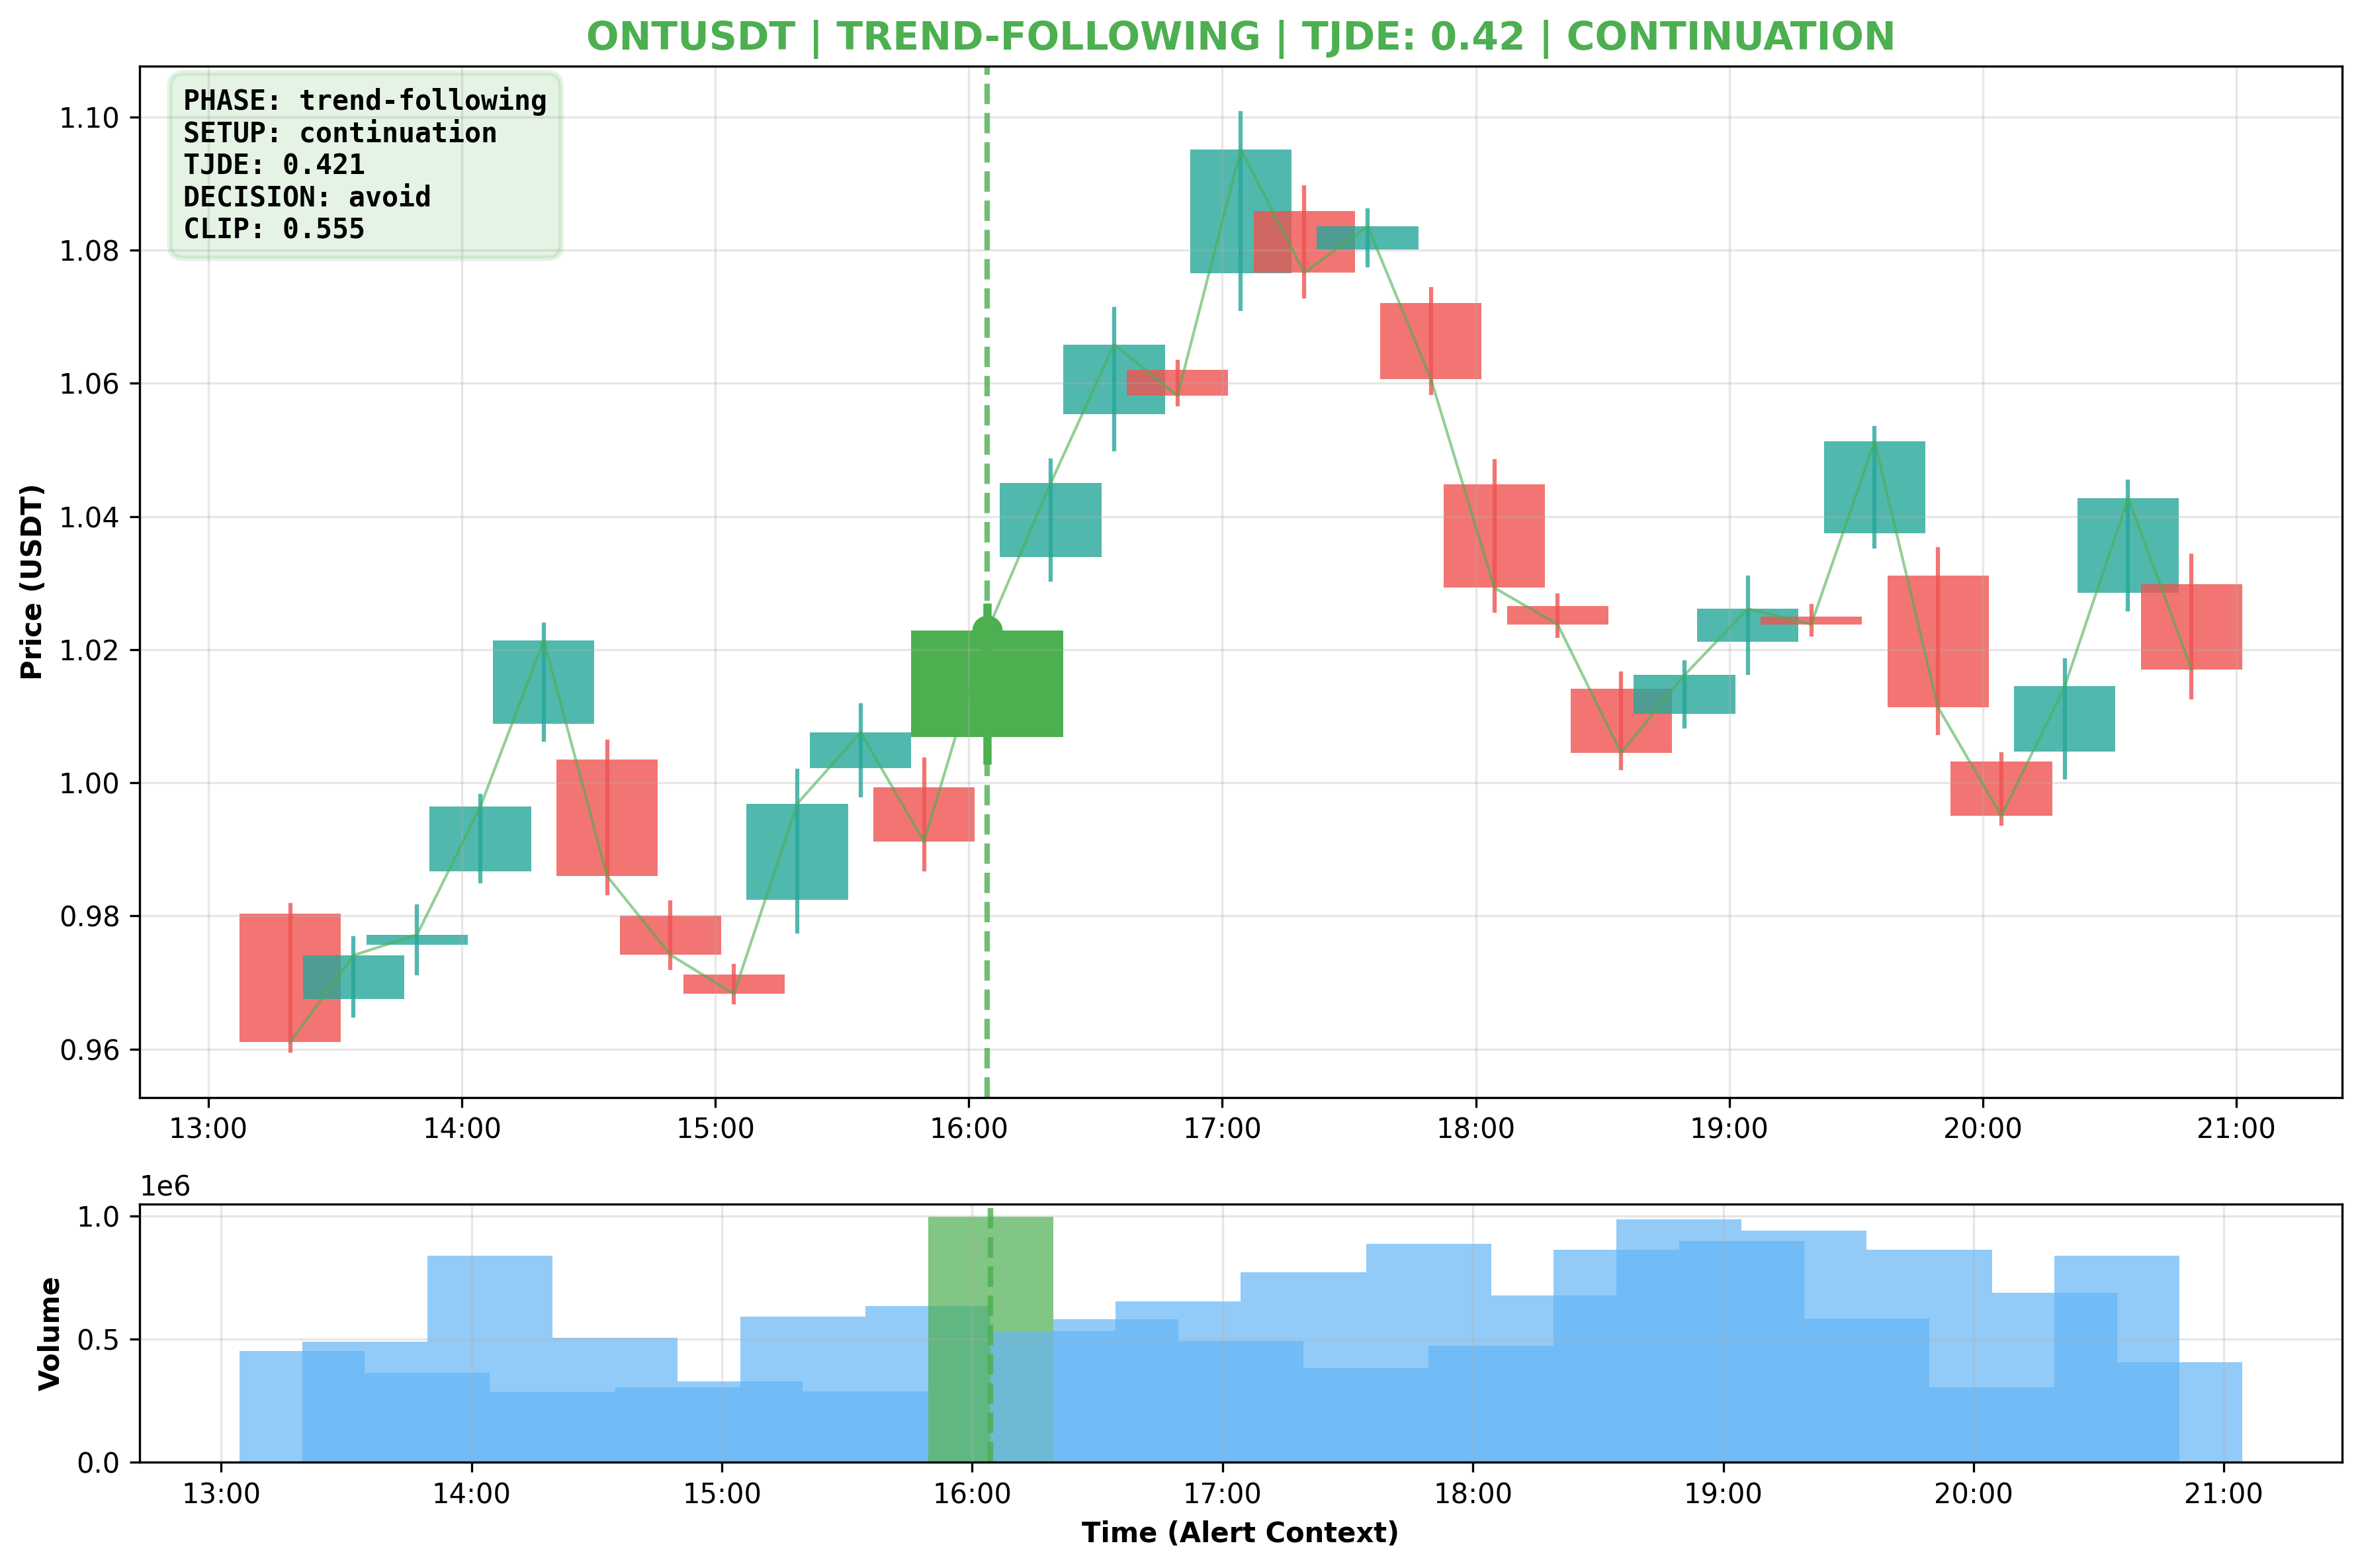 ONTUSDT | TREND-FOLLOWING | TJDE: 0.42 | CONTINUATION
PHASE: trend-following
SETUP: continuation
TJDE: 0.421
DECISION: avoid
CLIP: 0.555
Price (USDT)
1.10
1.08
1.06
1.04
1.02
1.00
0.98
0.96
13:00 14:00 15:00 16:00 17:00 18:00 19:00 20:00 21:00
1e6
Volume
1.0
0.5
0.0
13:00 14:00 15:00 16:00 17:00 18:00 19:00 20:00 21:00
Time (Alert Context)